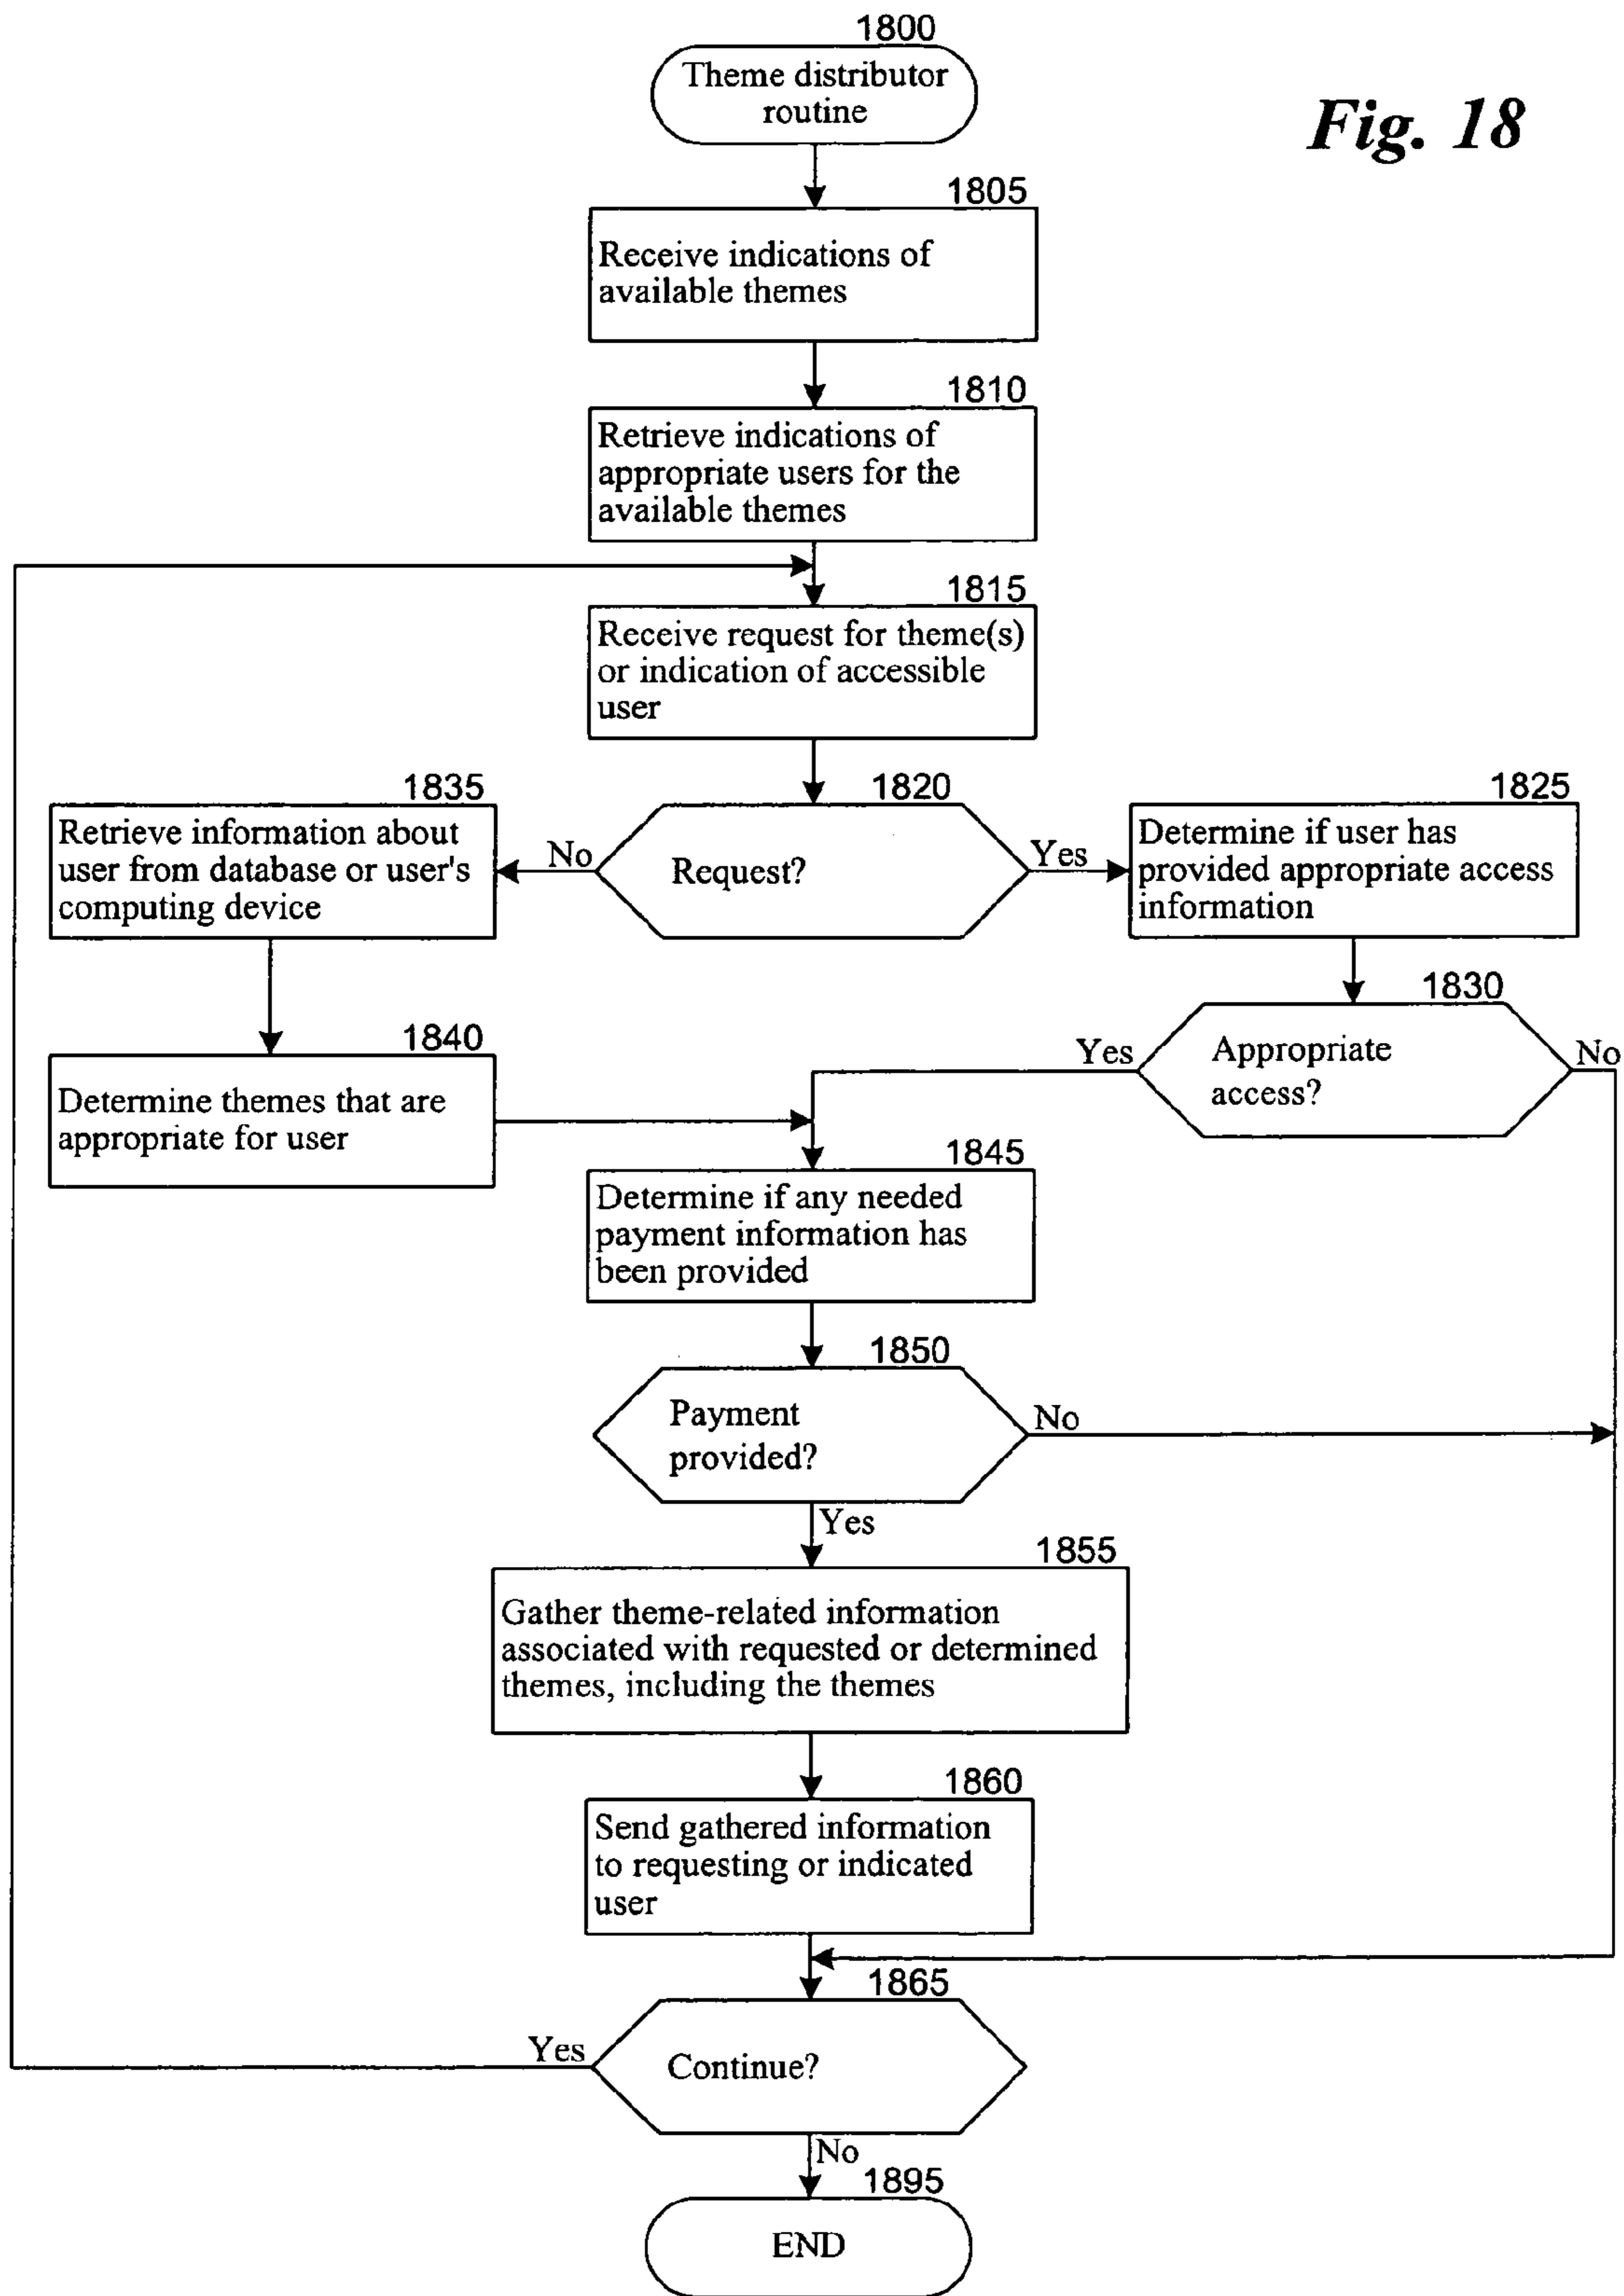 1800
Theme distributor
routine
Fig. 18
1805
Receive indications of
available themes
1810
Retrieve indications of
appropriate users for the
available themes
1815
Receive request for theme(s)
or indication of accessible
user
1820
Request?
No
Yes
1835
Retrieve information about
user from database or user's
computing device
1825
Determine if user has
provided appropriate access
information
1830
Appropriate
access?
Yes
No
1840
Determine themes that are
appropriate for user
1845
Determine if any needed
payment information has
been provided
1850
Payment
provided?
No
Yes
1855
Gather theme-related information
associated with requested or determined
themes, including the themes
1860
Send gathered information
to requesting or indicated
user
1865
Continue?
Yes
No
1895
END